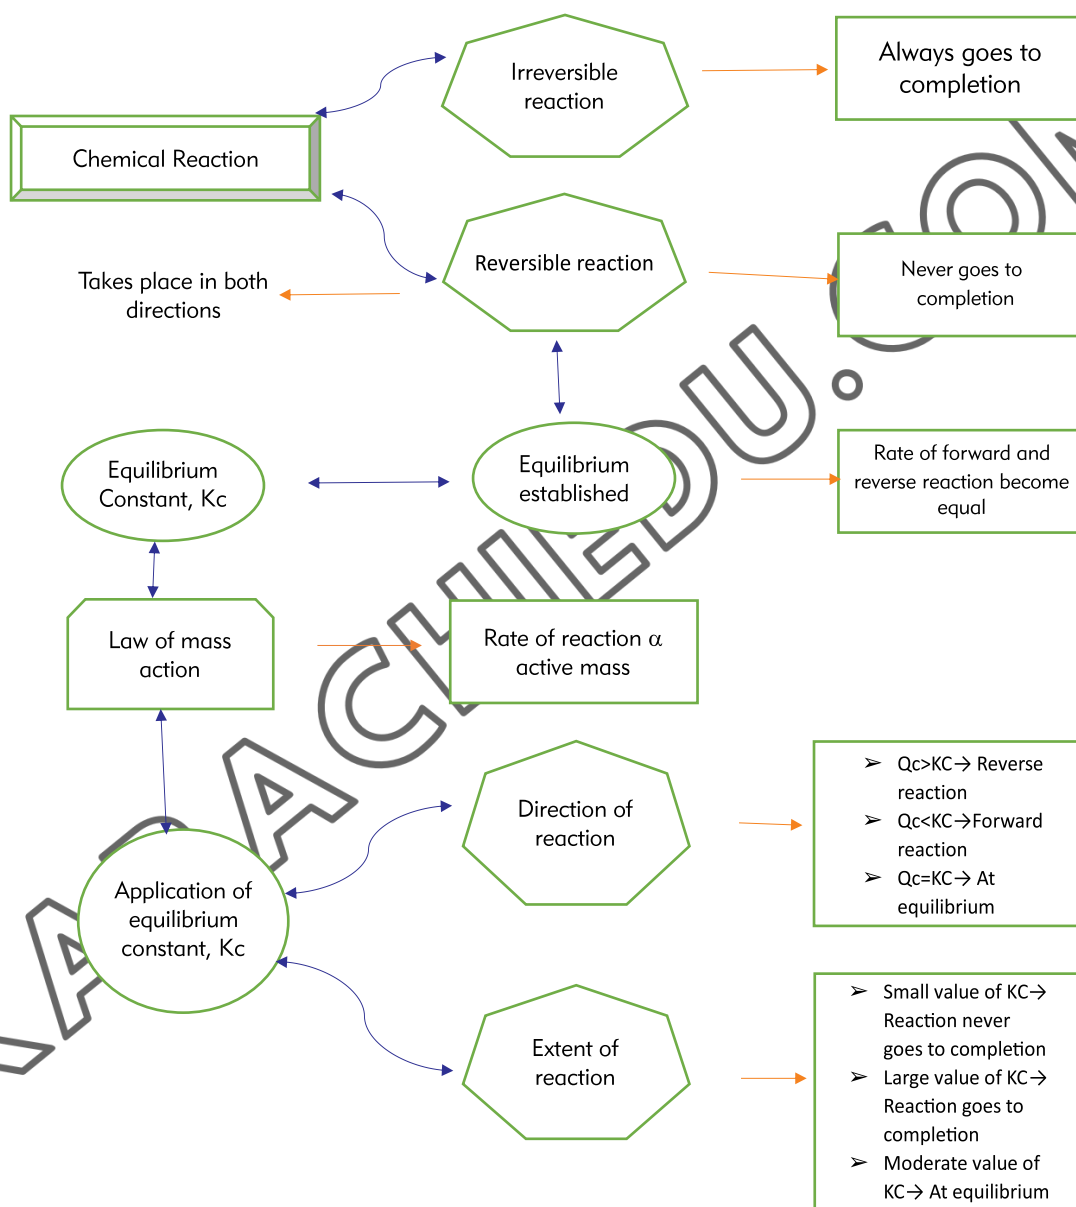 Irreversible
reaction
Always goes to
completion
Chemical Reaction
Reversible reaction
Never goes to
completion
Takes place in both
directions
Equilibrium
Constant, Kc
Equilibrium
established
Rate of forward and
reverse reaction become
equal
Law of mass
action
Rate of reaction α
active mass
Direction of
reaction
➢ Qc>KC→ Reverse
reaction
➢ Qc<KC→Forward
reaction
➢ Qc=KC→ At
equilibrium
Application of
equilibrium
constant, Kc
Extent of
reaction
➢ Small value of KC→
Reaction never
goes to completion
➢ Large value of KC→
Reaction goes to
completion
➢ Moderate value of
KC→ At equilibrium